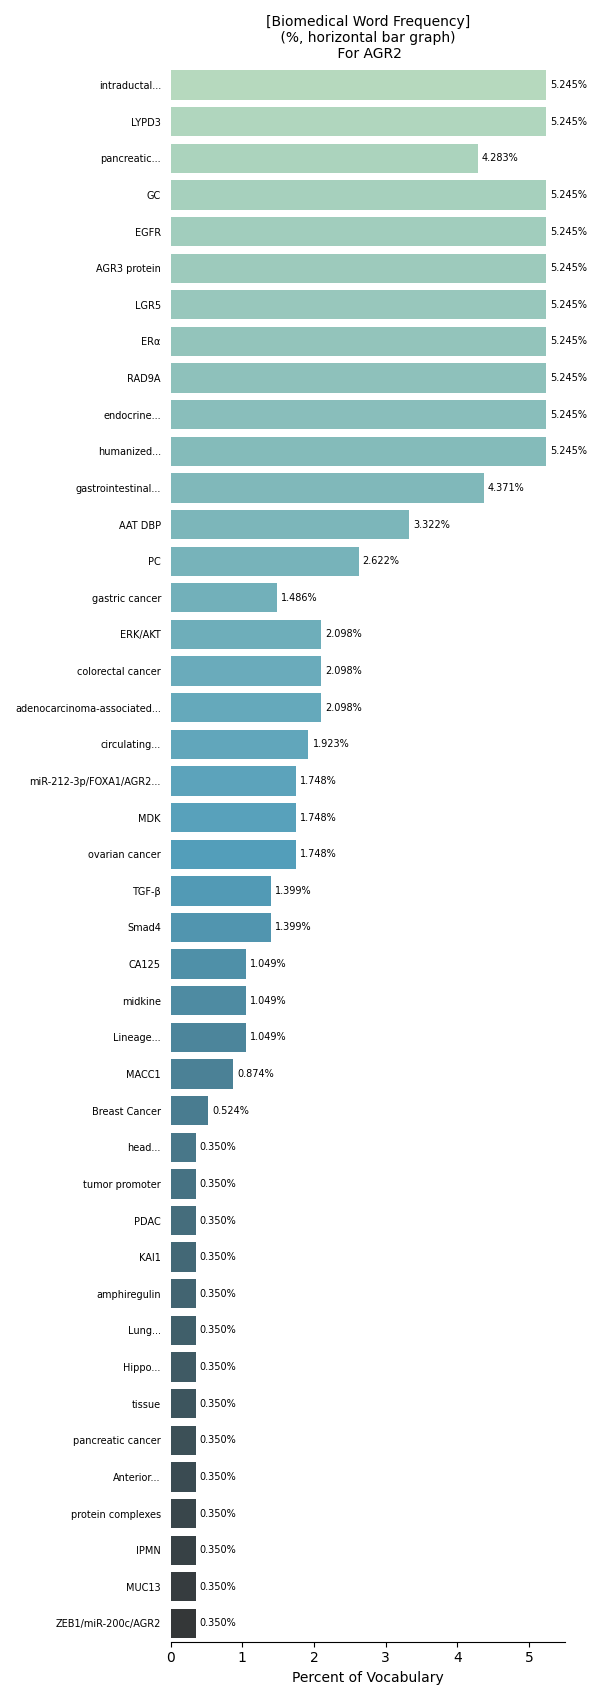 [Biomedical Word Frequency]
(%, horizontal bar graph)
For AGR2
intraductal... 5.245%
LYPD3 5.245%
pancreatic... 4.283%
GC 5.245%
EGFR 5.245%
AGR3 protein 5.245%
LGR5 5.245%
ERα 5.245%
RAD9A 5.245%
endocrine... 5.245%
humanized... 5.245%
gastrointestinal... 4.371%
AAT DBP 3.322%
PC 2.622%
gastric cancer 1.486%
ERK/AKT 2.098%
colorectal cancer 2.098%
adenocarcinoma-associated... 2.098%
circulating... 1.923%
miR-212-3p/FOXA1/AGR2... 1.748%
MDK 1.748%
ovarian cancer 1.748%
TGF-β 1.399%
Smad4 1.399%
CA125 1.049%
midkine 1.049%
Lineage... 1.049%
MACC1 0.874%
Breast Cancer 0.524%
head... 0.350%
tumor promoter 0.350%
PDAC 0.350%
KAI1 0.350%
amphiregulin 0.350%
Lung... 0.350%
Hippo... 0.350%
tissue 0.350%
pancreatic cancer 0.350%
Anterior... 0.350%
protein complexes 0.350%
IPMN 0.350%
MUC13 0.350%
ZEB1/miR-200c/AGR2 0.350%
0 1 2 3 4 5
Percent of Vocabulary